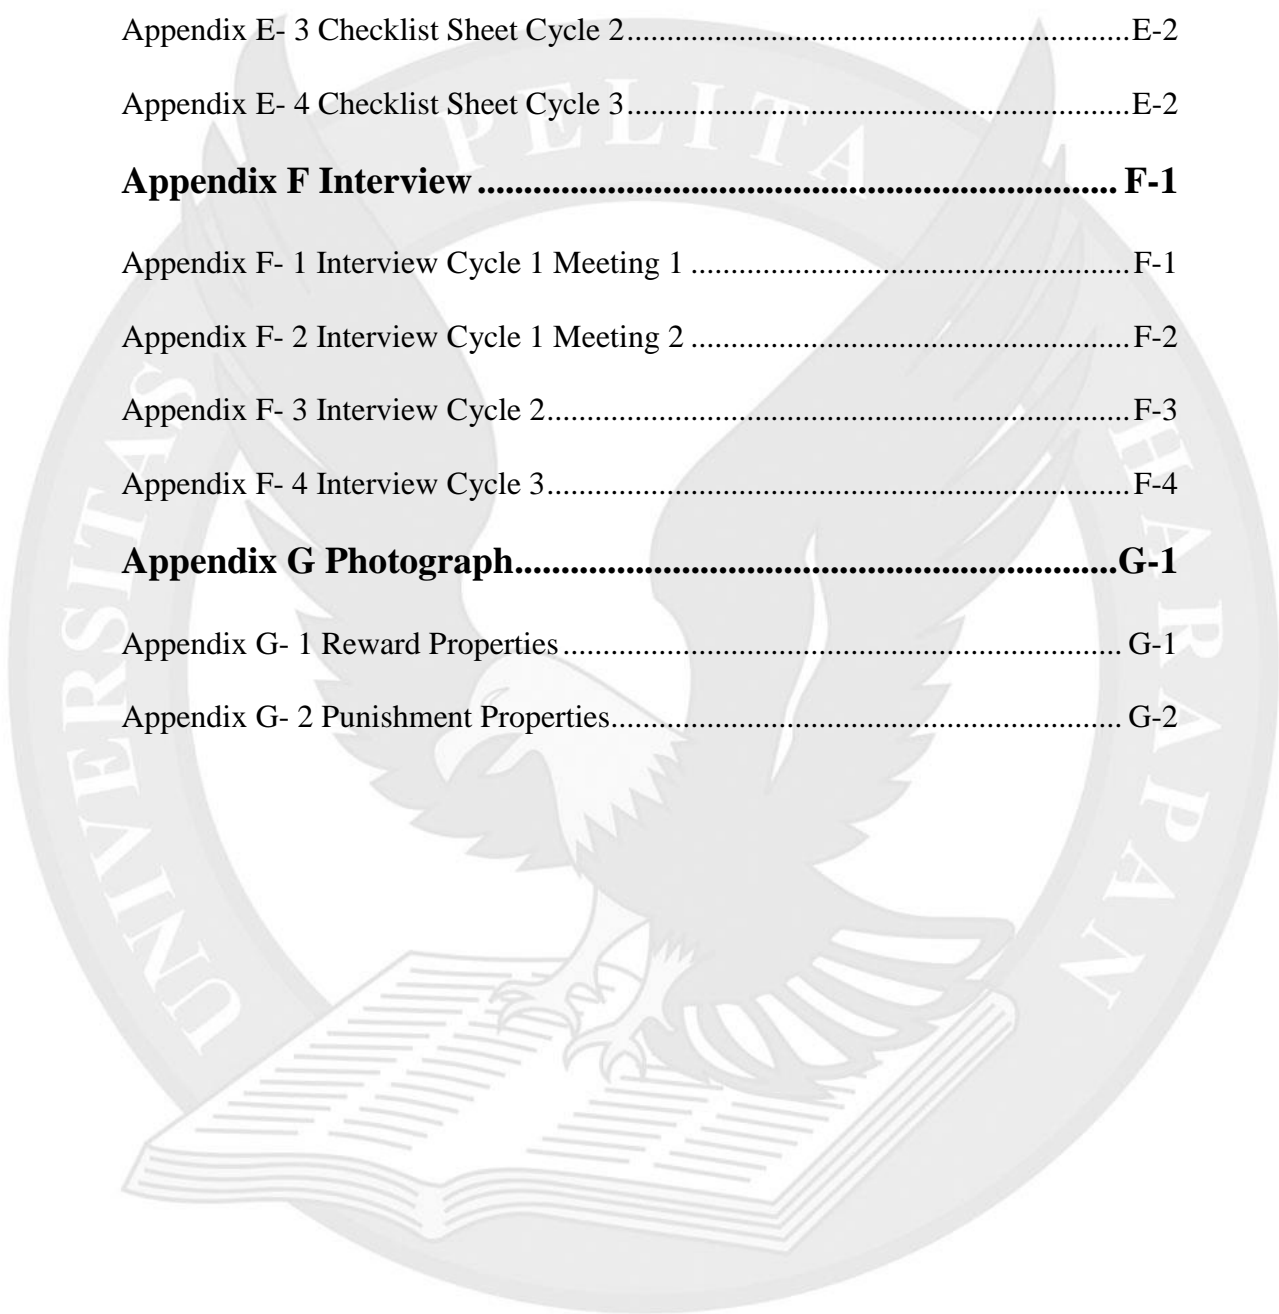 Appendix E- 3 Checklist Sheet Cycle 2................................................................E-2
Appendix E- 4 Checklist Sheet Cycle 3................................................................E-2
Appendix F Interview..................................................................... F-1
Appendix F- 1 Interview Cycle 1 Meeting 1 ........................................................F-1
Appendix F- 2 Interview Cycle 1 Meeting 2 ........................................................F-2
Appendix F- 3 Interview Cycle 2..........................................................................F-3
Appendix F- 4 Interview Cycle 3..........................................................................F-4
Appendix G Photograph.................................................................G-1
Appendix G- 1 Reward Properties ....................................................................... G-1
Appendix G- 2 Punishment Properties................................................................. G-2
UNIVERSITAS PELITA HARAPAN